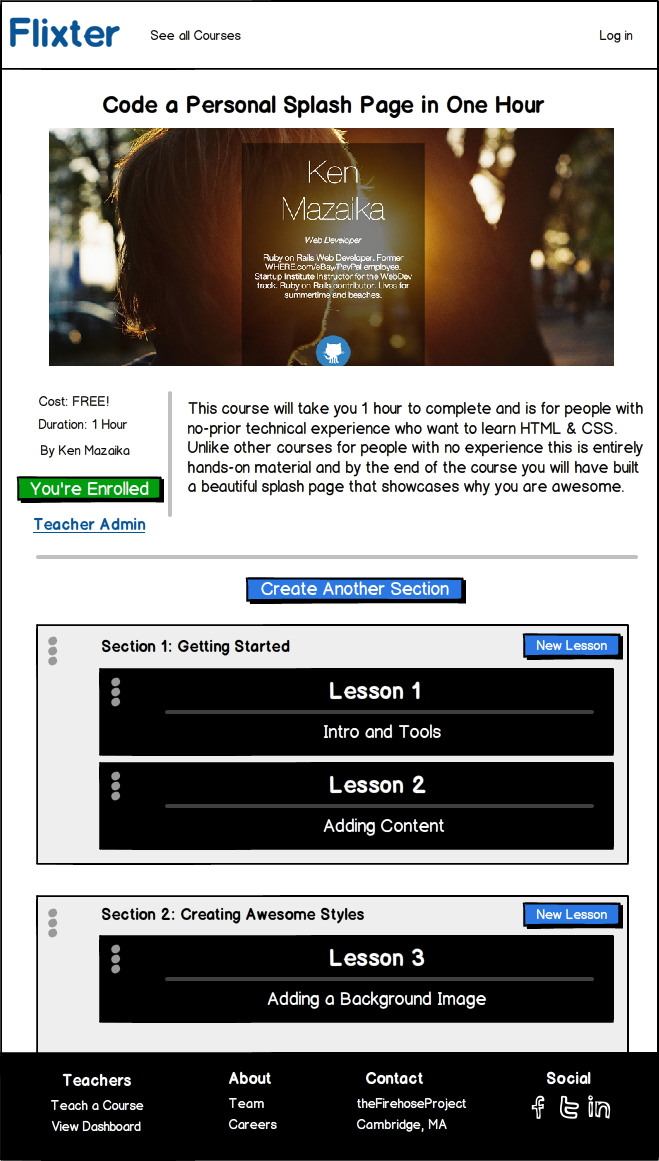 Flixter
See all Courses
Log in
Code a Personal Splash Page in One Hour
Ken
Mazaika
Web Developer
Ruby on Rails Web Developer. Former
WHERE.com/eBay/PayPal employee.
Startup Institute Instructor for the WebDev
track. Ruby on Rails contributor. Lives for
summertime and beaches.
Cost: FREE!
Duration: 1 Hour
By Ken Mazaika
You're Enrolled
Teacher Admin
This course will take you 1 hour to complete and is for people with
no-prior technical experience who want to learn HTML & CSS.
Unlike other courses for people with no experience this is entirely
hands-on material and by the end of the course you will have built
a beautiful splash page that showcases why you are awesome.
Create Another Section
Section 1: Getting Started
New Lesson
Lesson 1
Intro and Tools
Lesson 2
Adding Content
Section 2: Creating Awesome Styles
New Lesson
Lesson 3
Adding a Background Image
Teachers
Teach a Course
View Dashboard
About
Team
Careers
Contact
theFirehoseProject
Cambridge, MA
Social
f t in